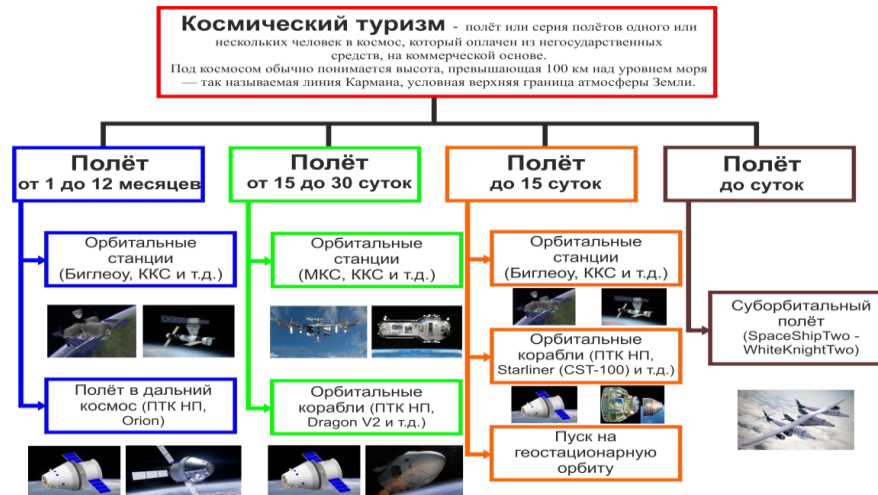 Космический туризм - полёт или серия полётов одного или
нескольких человек в космос, который оплачен из негосударственных
средств, на коммерческой основе.
Под космосом обычно понимается высота, превышающая 100 км над уровнем моря
— так называемая линия Кармана, условная верхняя граница атмосферы Земли.
Полёт
от 1 до 12 месяцев
Орбитальные
станции
(Биглеоу, ККС и т.д.)
Полёт в дальний
космос (ПТК НП,
Orion)
Полёт
от 15 до 30 суток
Орбитальные
станции
(МКС, ККС и т.д.)
Орбитальные
корабли (ПТК НП,
Dragon V2 и т.д.)
Полёт
до 15 суток
Орбитальные
станции
(Биглеоу, ККС и т.д.)
Орбитальные
корабли (ПТК НП,
Starliner (CST-100) и т.д.)
Пуск на
геостационарную
орбиту
Полёт
до суток
Суборбитальный
полёт
(SpaceShipTwo -
WhiteKnightTwo)